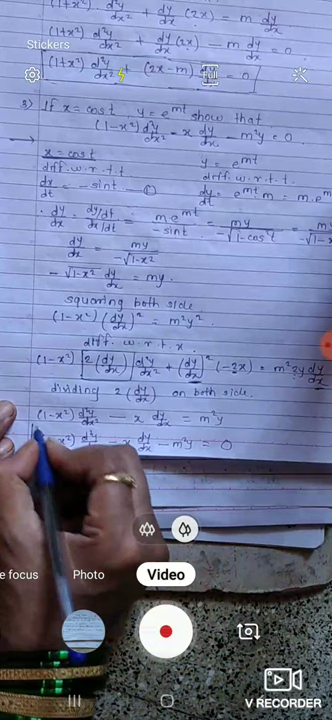 (1+x²) d²y/dx² + dy/dx (2x) = m dy/dx
Stickers
(1+x²) d²y/dx² + dy/dx (2x) - m dy/dx = 0
(1+x²) d²y/dx² + (2x-m) dy/dx = 0
Full
3) If x = cost, y = e^mt show that
(1-x²) d²y/dx² - x dy/dx - m²y = 0.
x = cost
diff. w.r.t. t
dx/dt = -sint — ①
y = e^mt
diff w.r.t. t.
dy/dt = e^mt m = m.e^mt
dy/dx = (dy/dt)/(dx/dt) = m e^mt/-sint = my/-√1-cos²t = my/-√1-x
dy/dx = my/-√1-x²
-√1-x² dy/dx = my.
squaring both side
(1-x²) (dy/dx)² = m²y².
diff. w.r.t. x.
(1-x²) [2(dy/dx)] d²y/dx² + (dy/dx)² (-2x) = m² 2y dy/dx
dividing 2(dy/dx) on both side.
(1-x²) d²y/dx² - x dy/dx = m²y
x²) d²y/dx² - x dy/dx - m²y = 0
e focus
Photo
Video
V RECORDER